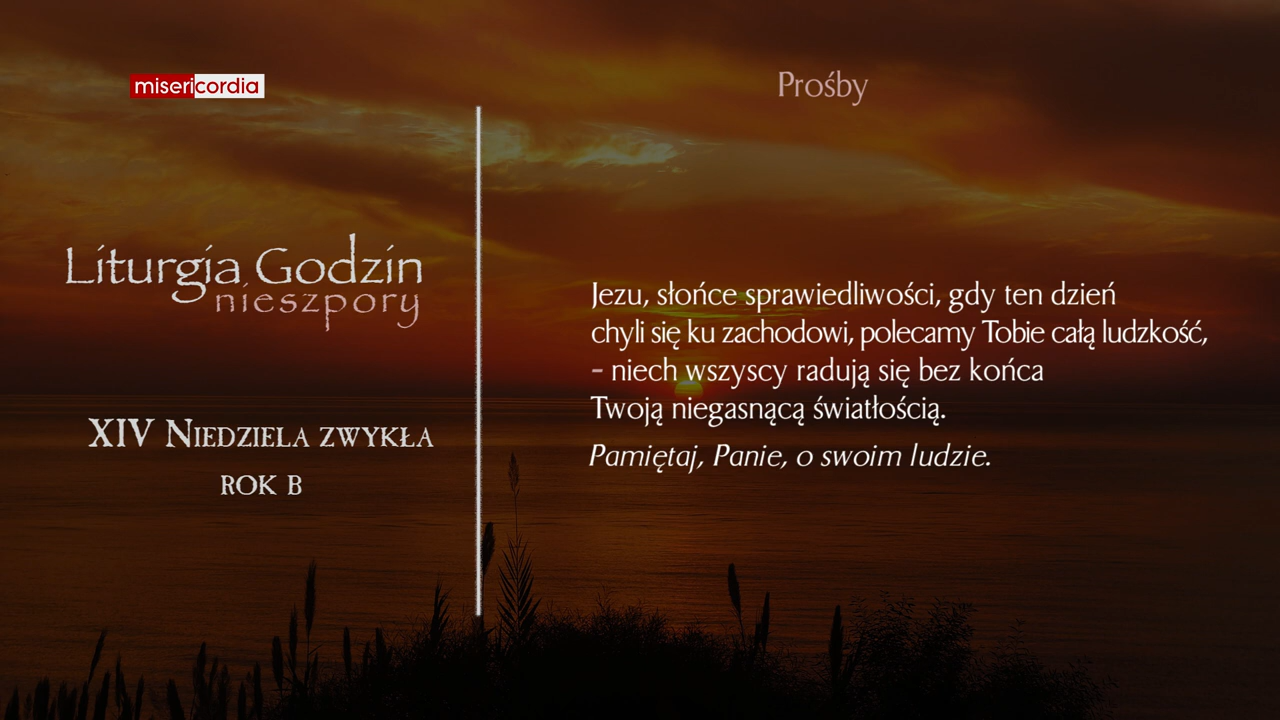 misericordia
Liturgia Godzin
nieszpory
XIV Niedziela zwykła
rok B
Prośby
Jezu, słońce sprawiedliwości, gdy ten dzień
chyli się ku zachodowi, polecamy Tobie całą ludzkość,
- niech wszyscy radują się bez końca
Twoją niegasnącą światłością.
Pamiętaj, Panie, o swoim ludzie.